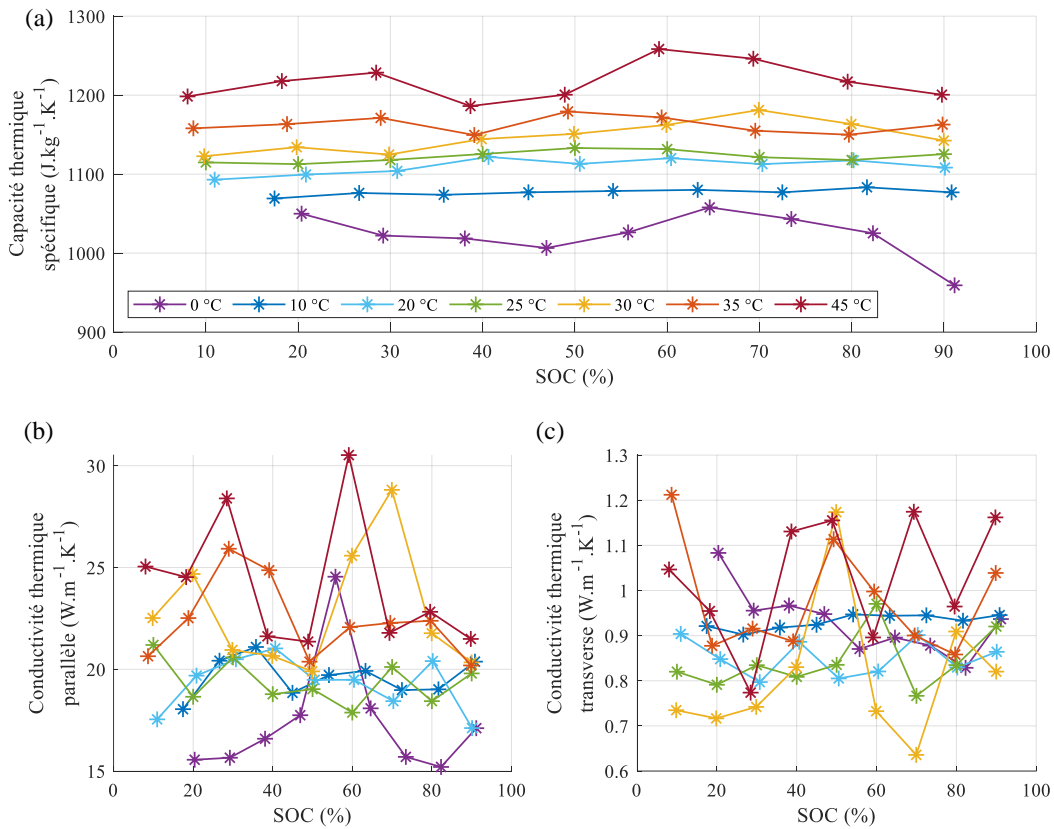 (a)
Capacité thermique
spécifique (J.kg⁻¹.K⁻¹)
1300
1200
1100
1000
900
0 °C 10 °C 20 °C 25 °C 30 °C 35 °C 45 °C
0 10 20 30 40 50 60 70 80 90 100
SOC (%)
(b)
Conductivité thermique
parallèle (W.m⁻¹.K⁻¹)
30
25
20
15
0 20 40 60 80 100
SOC (%)
(c)
Conductivité thermique
transverse (W.m⁻¹.K⁻¹)
1.3
1.2
1.1
1
0.9
0.8
0.7
0.6
0 20 40 60 80 100
SOC (%)